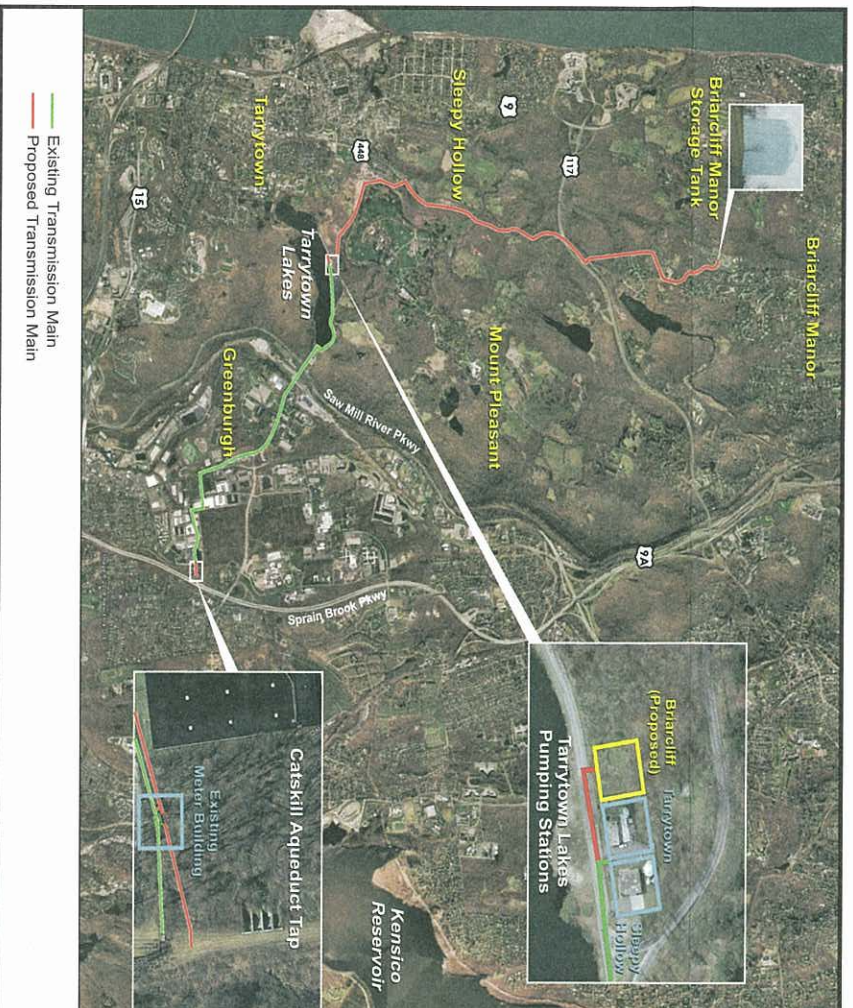 Briarcliff Manor
Briarcliff Manor
Storage Tank
117
9
Sleepy Hollow
448
Tarrytown
15
Tarrytown
Lakes
Mount Pleasant
9A
Saw Mill River Pkwy
Greenburgh
Sprain Brook Pkwy
Briarcliff
(Proposed)
Tarrytown
Sleepy
Hollow
Tarrytown Lakes
Pumping Stations
Catskill Aqueduct Tap
Existing
Meter Building
Kensico
Reservoir
Existing Transmission Main
Proposed Transmission Main